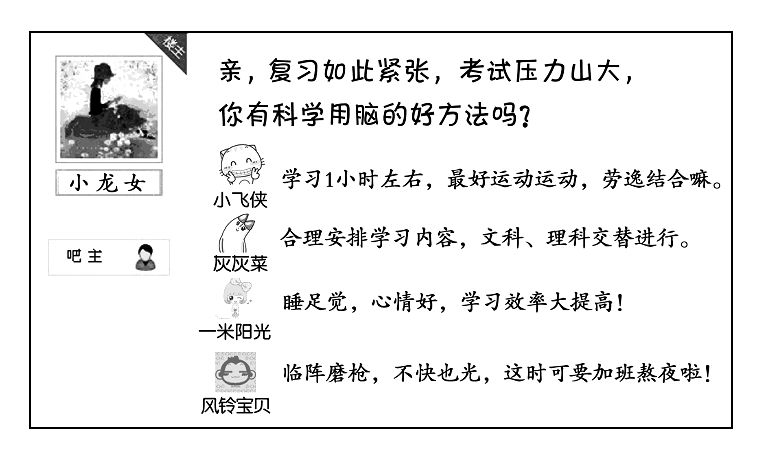 楼主
亲，复习如此紧张，考试压力山大，
你有科学用脑的好方法吗？
小龙女
吧主
小飞侠
学习1小时左右，最好运动运动，劳逸结合嘛。
灰灰菜
合理安排学习内容，文科、理科交替进行。
一米阳光
睡足觉，心情好，学习效率大提高！
风铃宝贝
临阵磨枪，不快也光，这时可要加班熬夜啦！